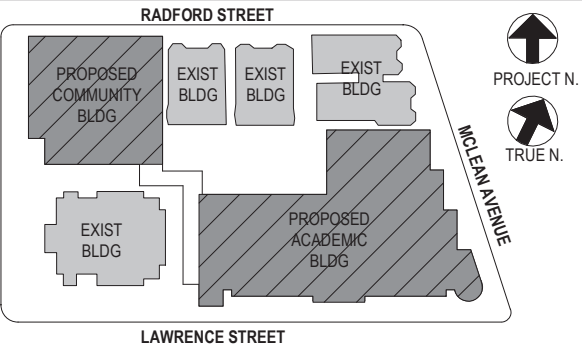 RADFORD STREET
PROPOSED
COMMUNITY
BLDG
EXIST
BLDG
EXIST
BLDG
EXIST
BLDG
PROJECT N.
TRUE N.
MCLEAN AVENUE
EXIST
BLDG
PROPOSED
ACADEMIC
BLDG
LAWRENCE STREET